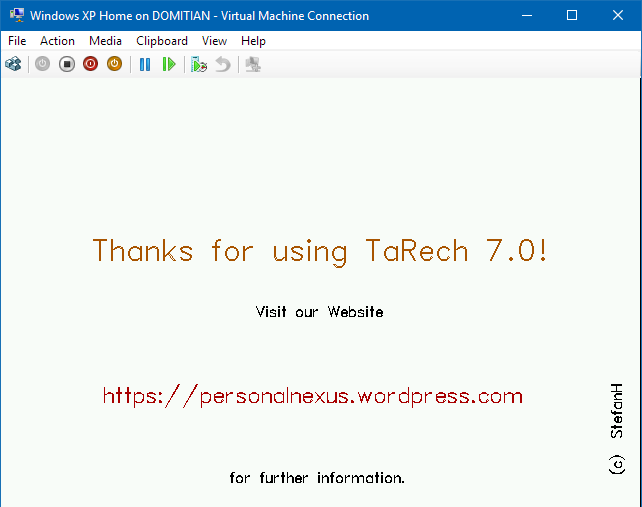 Windows XP Home on DOMITIAN - Virtual Machine Connection
File Action Media Clipboard View Help
Thanks for using TaRech 7.0!
Visit our Website
https://personalnexus.wordpress.com
(c) StefanH
for further information.